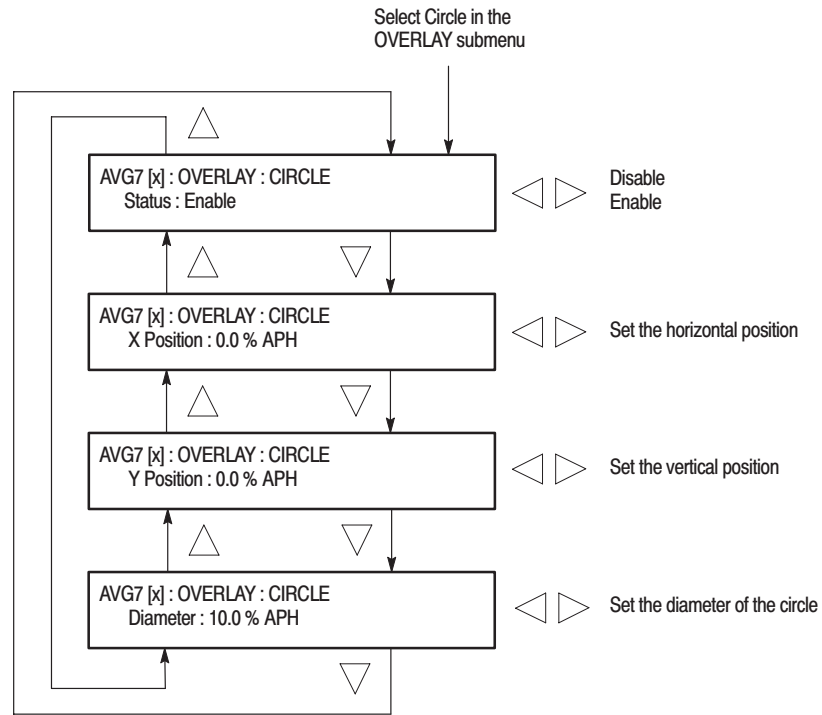 Select Circle in the
OVERLAY submenu
AVG7 [x] : OVERLAY : CIRCLE
Status : Enable
Disable
Enable
AVG7 [x] : OVERLAY : CIRCLE
X Position : 0.0 % APH
Set the horizontal position
AVG7 [x] : OVERLAY : CIRCLE
Y Position : 0.0 % APH
Set the vertical position
AVG7 [x] : OVERLAY : CIRCLE
Diameter : 10.0 % APH
Set the diameter of the circle